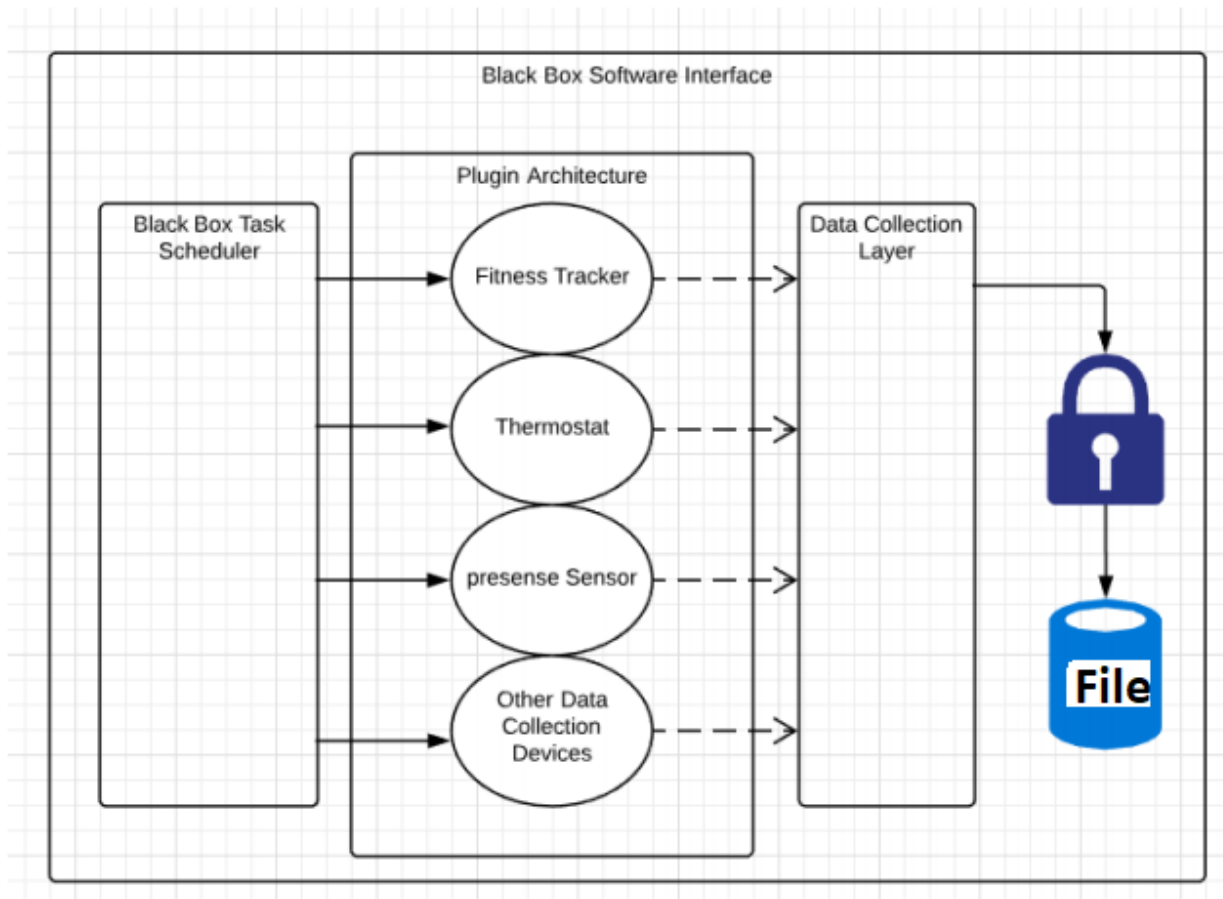 Black Box Software Interface
Plugin Architecture
Black Box Task
Scheduler
Fitness Tracker
Thermostat
presense Sensor
Other Data
Collection
Devices
Data Collection
Layer
File